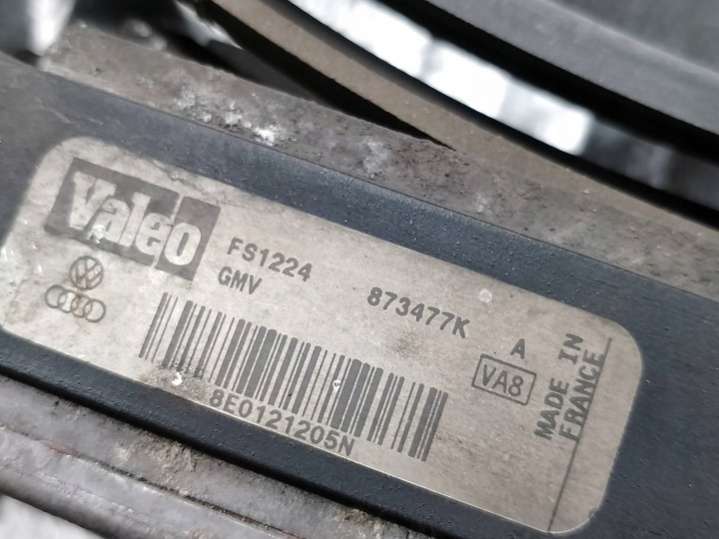 Valeo
FS1224
GMV
873477K
A
VA8
MADE IN
FRANCE
8E0121205N